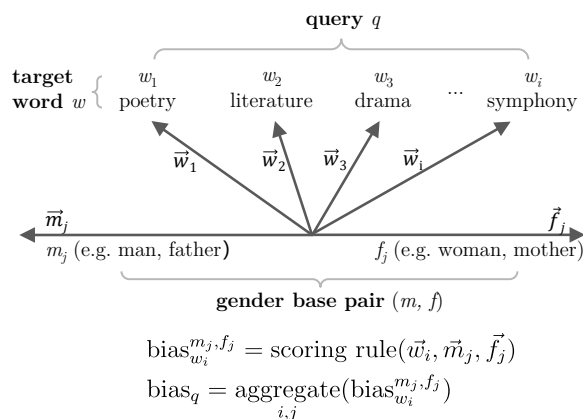 query q
target word w
w₁ w₂ w₃ ... wᵢ
poetry literature drama symphony
w⃗₁ w⃗₂ w⃗₃ w⃗ᵢ
m⃗ⱼ f⃗ⱼ
mⱼ (e.g. man, father) fⱼ (e.g. woman, mother)
gender base pair (m, f)
bias_{wᵢ}^{mⱼ,fⱼ} = scoring rule(w⃗ᵢ, m⃗ⱼ, f⃗ⱼ)
bias_q = aggregate_{i,j}(bias_{wᵢ}^{mⱼ,fⱼ})